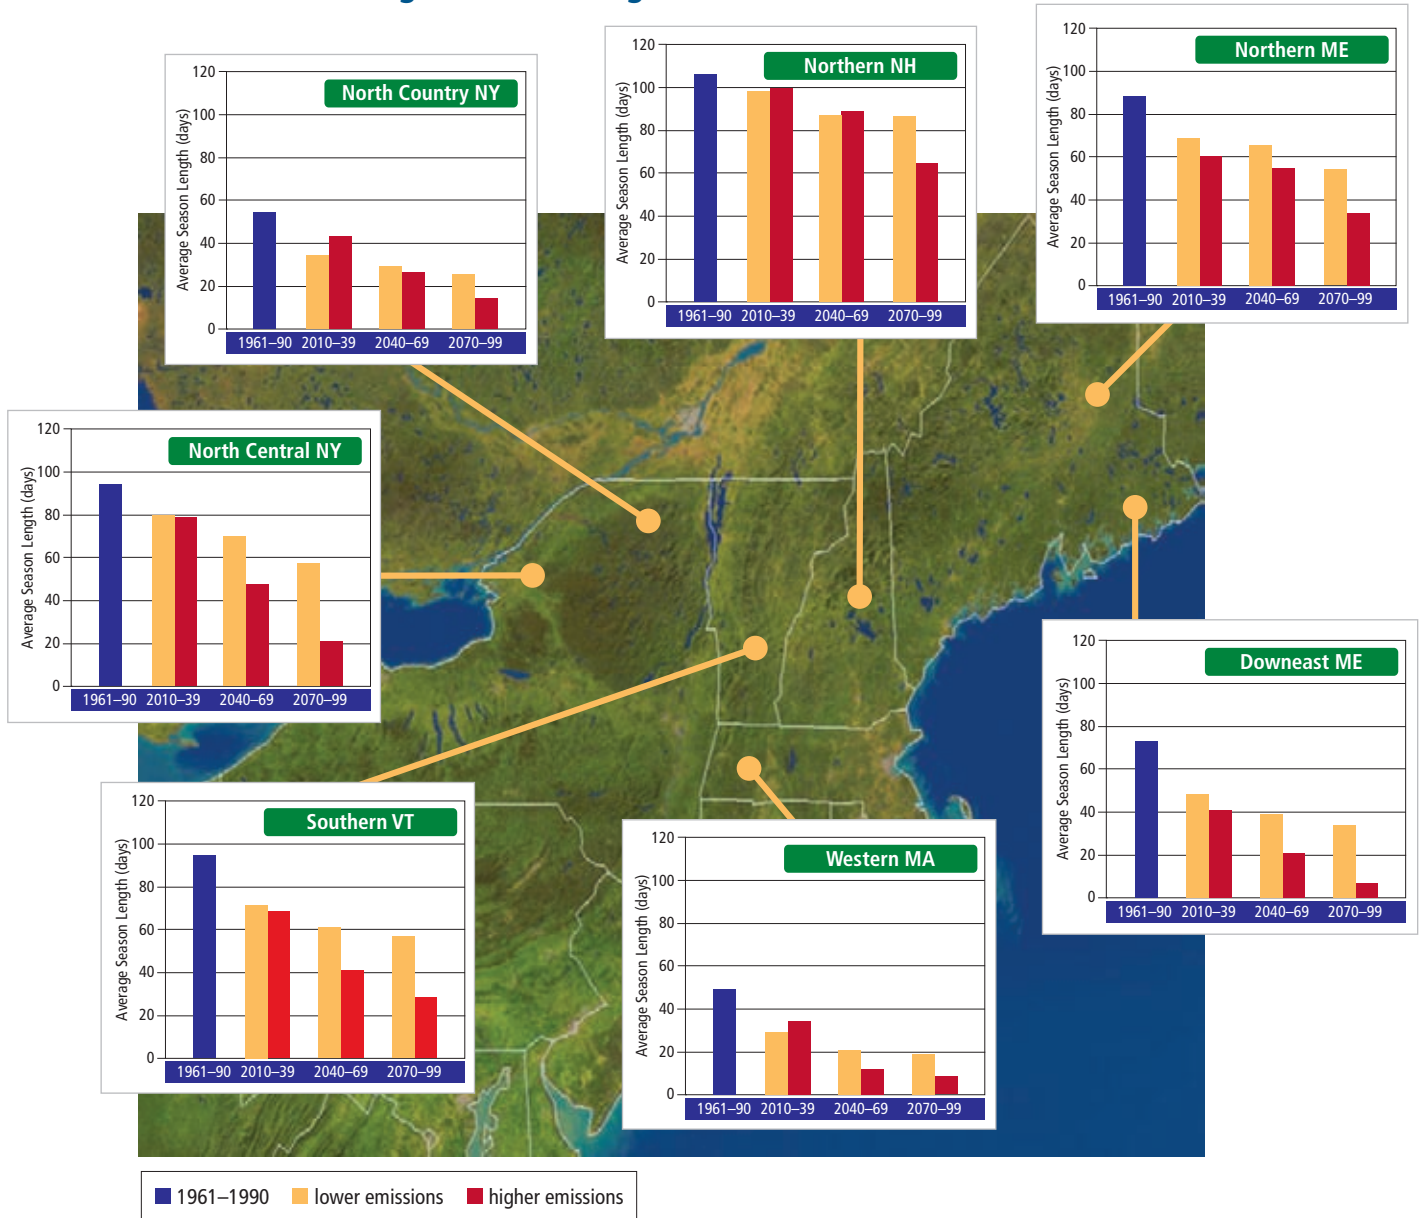 Northern ME
Average Season Length (days)
120
100
80
60
40
20
0
1961–90 2010–39 2040–69 2070–99
Northern NH
Average Season Length (days)
120
100
80
60
40
20
0
1961–90 2010–39 2040–69 2070–99
North Country NY
Average Season Length (days)
120
100
80
60
40
20
0
1961–90 2010–39 2040–69 2070–99
North Central NY
Average Season Length (days)
120
100
80
60
40
20
0
1961–90 2010–39 2040–69 2070–99
Downeast ME
Average Season Length (days)
120
100
80
60
40
20
0
1961–90 2010–39 2040–69 2070–99
Southern VT
Average Season Length (days)
120
100
80
60
40
20
0
1961–90 2010–39 2040–69 2070–99
Western MA
Average Season Length (days)
120
100
80
60
40
20
0
1961–90 2010–39 2040–69 2070–99
1961–1990 lower emissions higher emissions